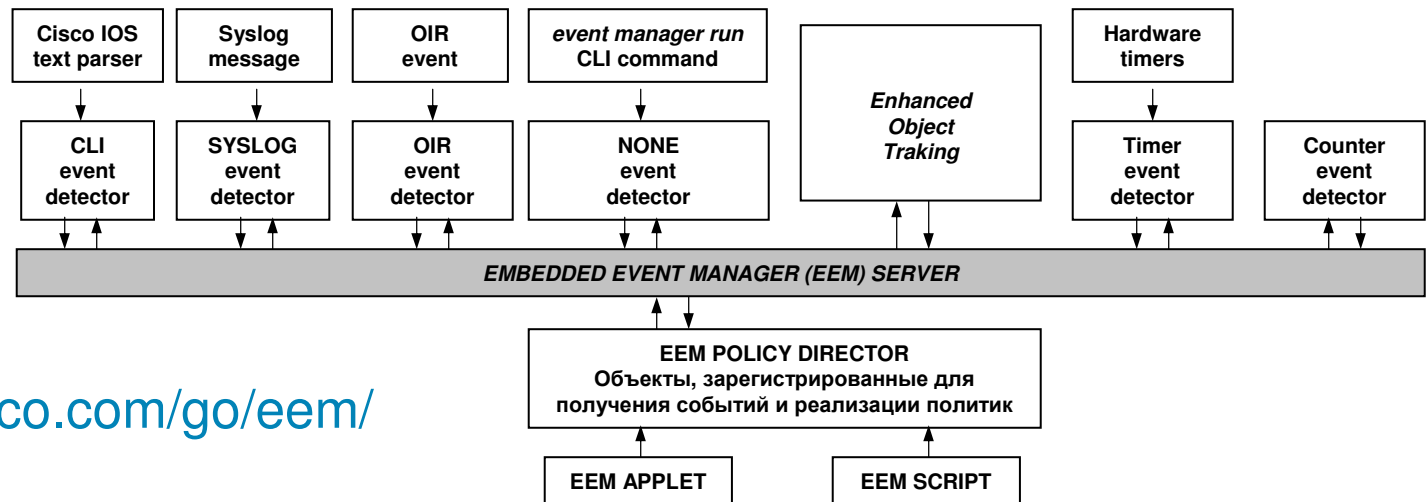 Cisco IOS
text parser
Syslog
message
OIR
event
event manager run
CLI command
Hardware
timers
Enhanced
Object
Traking
CLI
event
detector
SYSLOG
event
detector
OIR
event
detector
NONE
event
detector
Timer
event
detector
Counter
event
detector
EMBEDDED EVENT MANAGER (EEM) SERVER
EEM POLICY DIRECTOR
Объекты, зарегистрированные для
получения событий и реализации политик
co.com/go/eem/
EEM APPLET
EEM SCRIPT